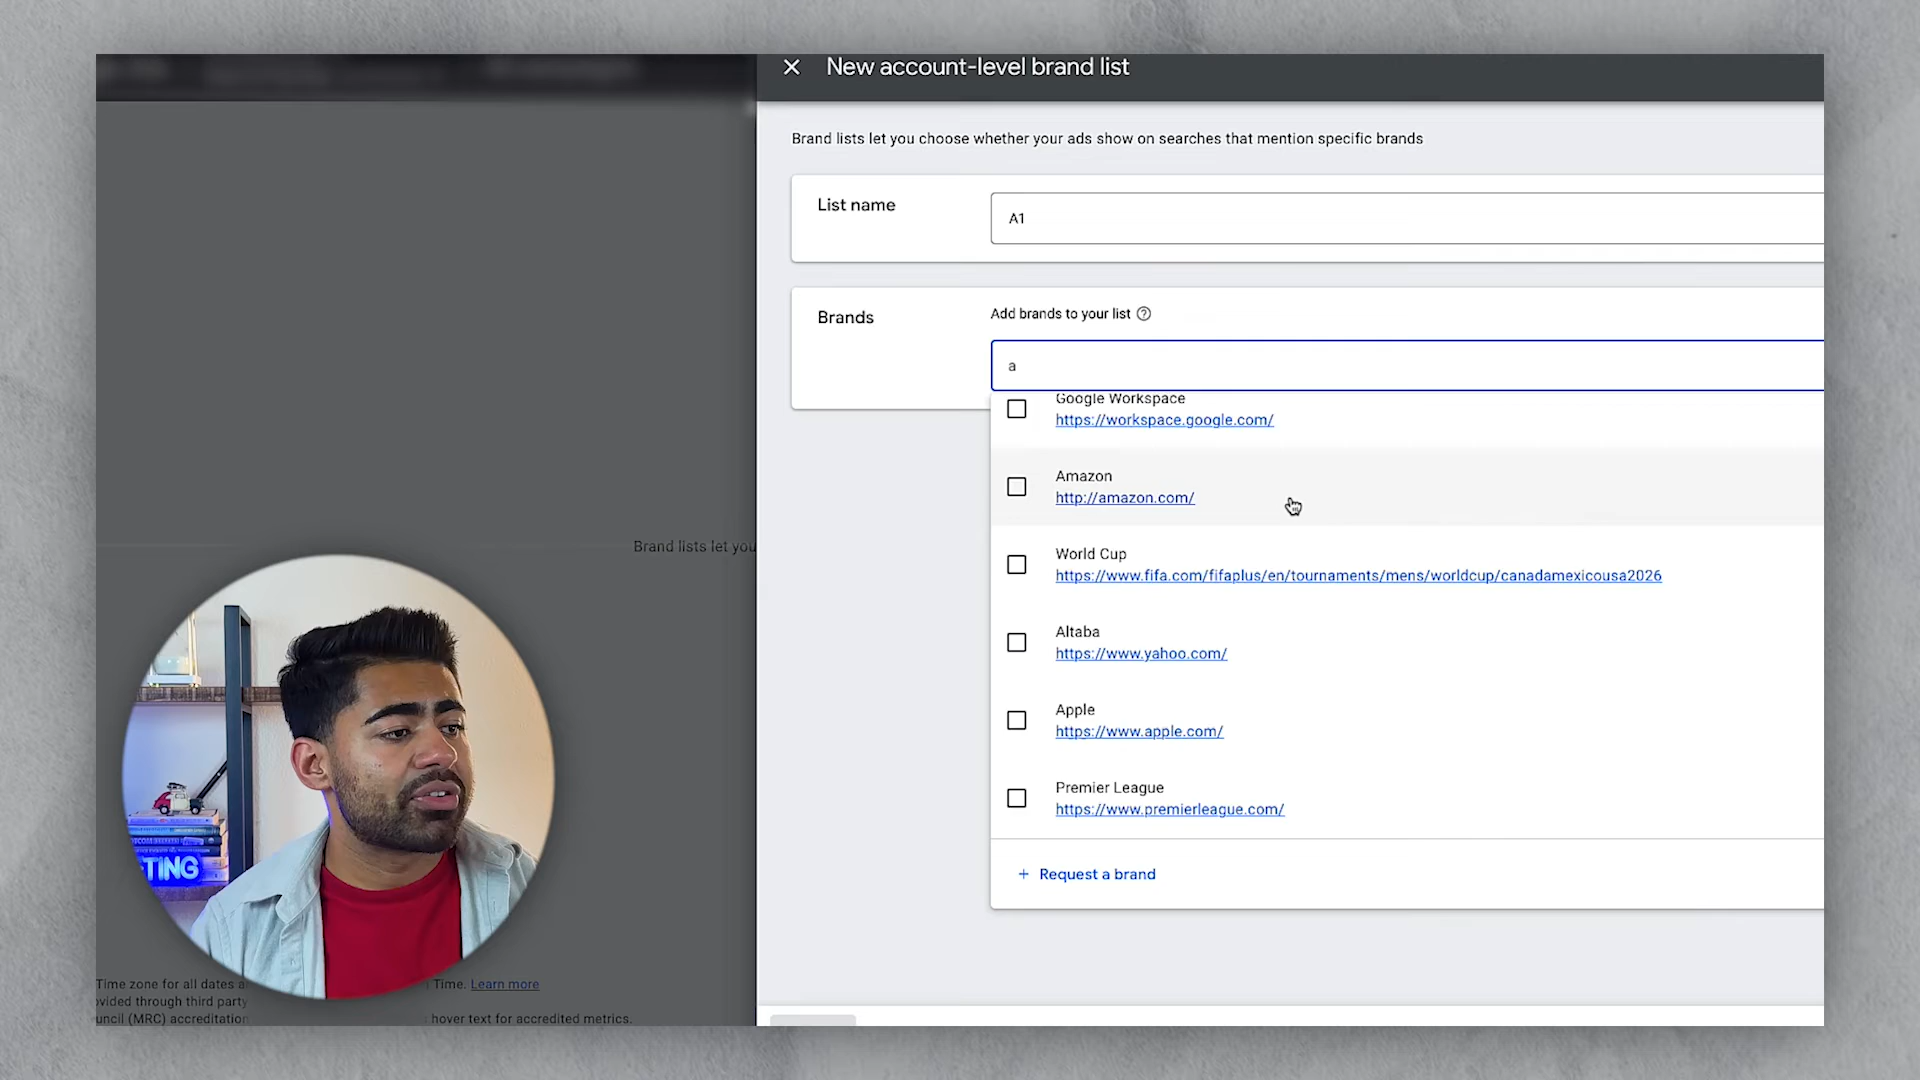 New account-level brand list
Brand lists let you choose whether your ads show on searches that mention specific brands
List name
A1
Brands
Add brands to your list
a
Google Workspace
https://workspace.google.com/
Amazon
http://amazon.com/
World Cup
https://www.fifa.com/fifaplus/en/tournaments/mens/worldcup/canadamexicousa2026
Altaba
https://www.yahoo.com/
Apple
https://www.apple.com/
Premier League
https://www.premierleague.com/
+ Request a brand
Brand lists let you
TING
Time zone for all dates a
Time. Learn more
ovided through third party
uncil (MRC) accreditation
hover text for accredited metrics.